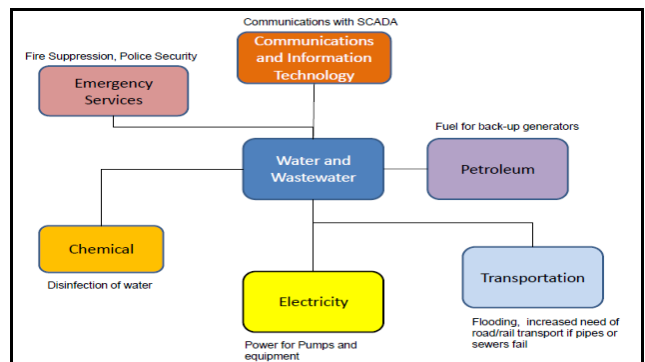 Communications with SCADA
Communications
and Information
Technology
Fire Suppression, Police Security
Emergency
Services
Fuel for back-up generators
Water and
Wastewater
Petroleum
Chemical
Disinfection of water
Electricity
Power for Pumps and
equipment
Transportation
Flooding, increased need of
road/rail transport if pipes or
sewers fail